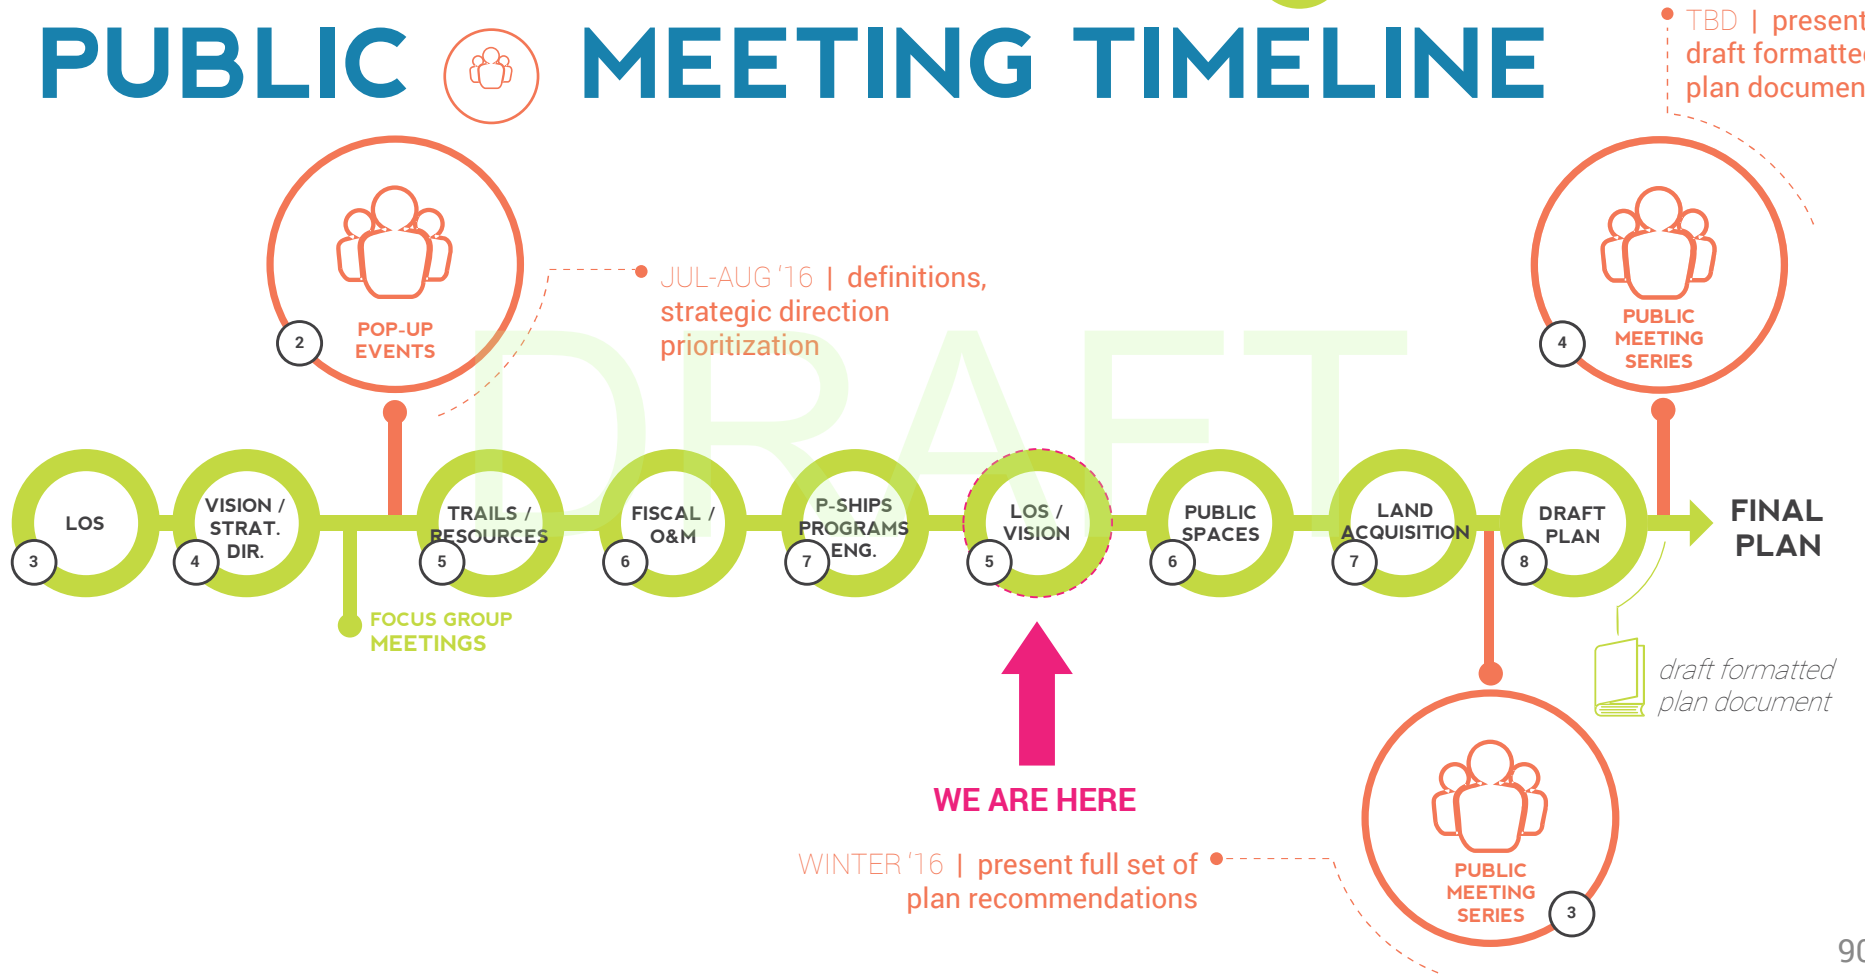 PUBLIC MEETING TIMELINE
TBD | present
draft formatted
plan documen
POP-UP
EVENTS
2
JUL-AUG '16 | definitions,
strategic direction
prioritization
PUBLIC
MEETING
SERIES
4
DRAFT
LOS
3
VISION /
STRAT.
DIR.
4
TRAILS /
RESOURCES
5
FISCAL /
O&M
6
P-SHIPS
PROGRAMS
ENG.
7
LOS /
VISION
5
PUBLIC
SPACES
6
LAND
ACQUISITION
7
DRAFT
PLAN
8
FINAL
PLAN
FOCUS GROUP
MEETINGS
draft formatted
plan document
WE ARE HERE
WINTER '16 | present full set of
plan recommendations
PUBLIC
MEETING
SERIES
3
90